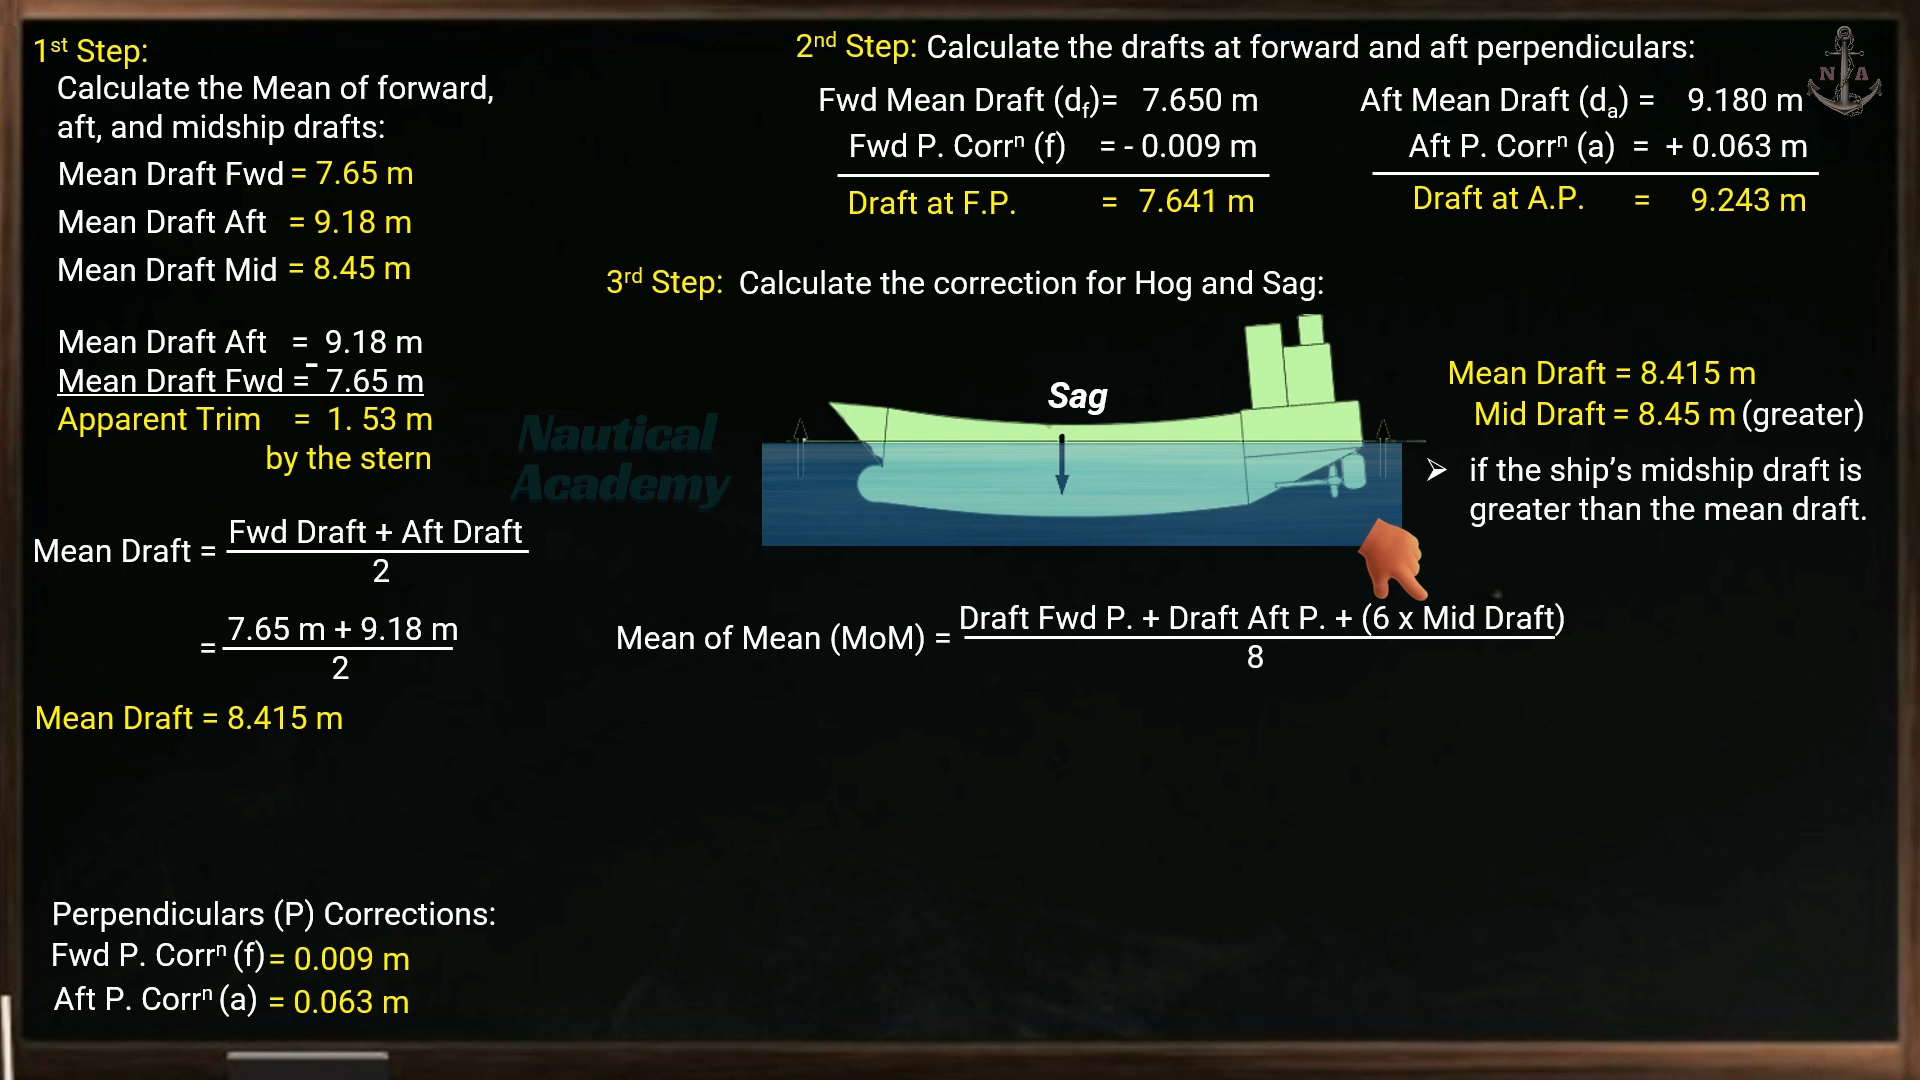 1st Step:
Calculate the Mean of forward,
aft, and midship drafts:
Mean Draft Fwd = 7.65 m
Mean Draft Aft = 9.18 m
Mean Draft Mid = 8.45 m
Mean Draft Aft = 9.18 m
-
Mean Draft Fwd = 7.65 m
Apparent Trim = 1. 53 m
by the stern
Mean Draft = Fwd Draft + Aft Draft
2
= 7.65 m + 9.18 m
2
Mean Draft = 8.415 m
Perpendiculars (P) Corrections:
Fwd P. Corrⁿ (f) = 0.009 m
Aft P. Corrⁿ (a) = 0.063 m
2nd Step: Calculate the drafts at forward and aft perpendiculars:
Fwd Mean Draft (df)= 7.650 m
Fwd P. Corrⁿ (f) = - 0.009 m
Draft at F.P. = 7.641 m
Aft Mean Draft (da) = 9.180 m
Aft P. Corrⁿ (a) = + 0.063 m
Draft at A.P. = 9.243 m
N A
3rd Step: Calculate the correction for Hog and Sag:
Sag
Nautical
Academy
Mean Draft = 8.415 m
Mid Draft = 8.45 m (greater)
➢ if the ship’s midship draft is
greater than the mean draft.
Mean of Mean (MoM) = Draft Fwd P. + Draft Aft P. + (6 x Mid Draft)
8